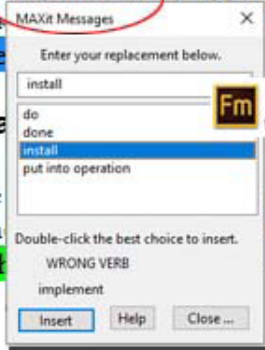 MAXit Messages
Enter your replacement below.
install
Fm
do
done
install
put into operation
Double-click the best choice to insert.
WRONG VERB
implement
Insert
Help
Close ...